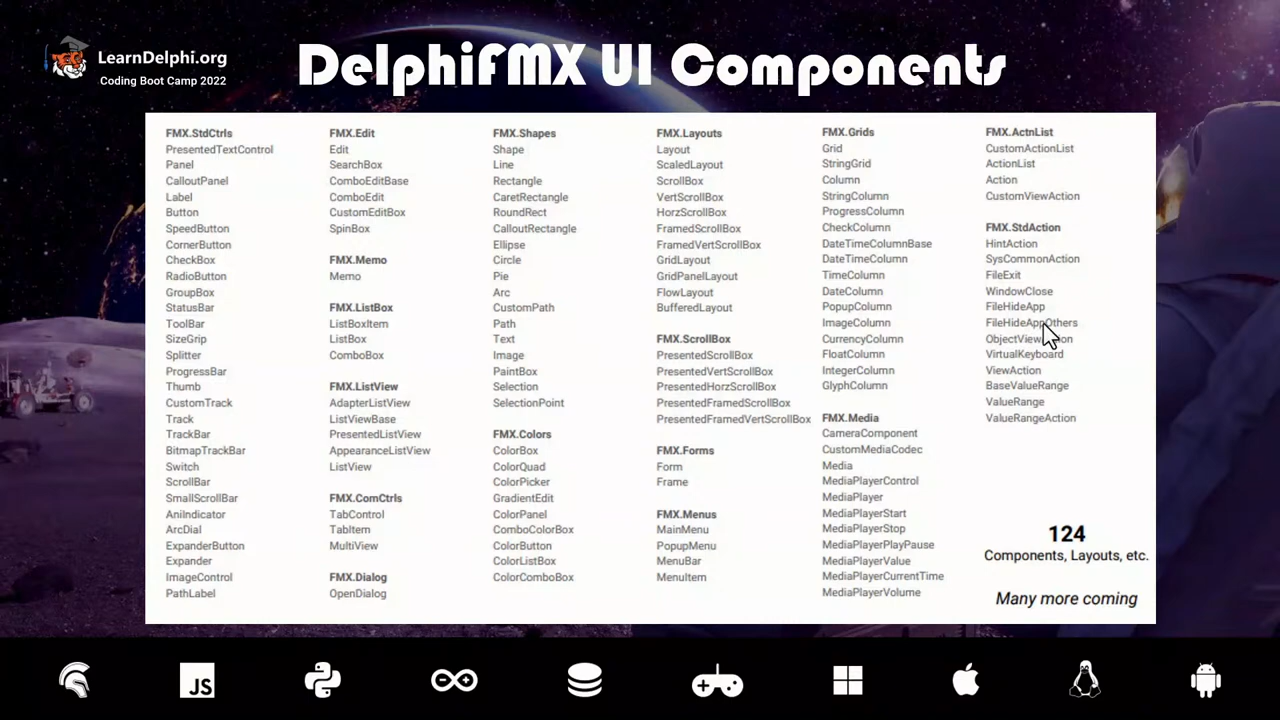 LearnDelphi.org
Coding Boot Camp 2022
DelphiFMX UI Components
FMX.StdCtrls
PresentedTextControl
Panel
CalloutPanel
Label
Button
SpeedButton
CornerButton
CheckBox
RadioButton
GroupBox
StatusBar
ToolBar
SizeGrip
Splitter
ProgressBar
Thumb
CustomTrack
Track
TrackBar
BitmapTrackBar
Switch
ScrollBar
SmallScrollBar
AniIndicator
ArcDial
ExpanderButton
Expander
ImageControl
PathLabel
FMX.Edit
Edit
SearchBox
ComboEditBase
ComboEdit
CustomEditBox
SpinBox
FMX.Memo
Memo
FMX.ListBox
ListBoxItem
ListBox
ComboBox
FMX.ListView
AdapterListView
ListViewBase
PresentedListView
AppearanceListView
ListView
FMX.ComCtrls
TabControl
TabItem
MultiView
FMX.Dialog
OpenDialog
FMX.Shapes
Shape
Line
Rectangle
CaretRectangle
RoundRect
CalloutRectangle
Ellipse
Circle
Pie
Arc
CustomPath
Path
Text
Image
PaintBox
Selection
SelectionPoint
FMX.Colors
ColorBox
ColorQuad
ColorPicker
GradientEdit
ColorPanel
ComboColorBox
ColorButton
ColorListBox
ColorComboBox
FMX.Layouts
Layout
ScaledLayout
ScrollBox
VertScrollBox
HorzScrollBox
FramedScrollBox
FramedVertScrollBox
GridLayout
GridPanelLayout
FlowLayout
BufferedLayout
FMX.ScrollBox
PresentedScrollBox
PresentedVertScrollBox
PresentedHorzScrollBox
PresentedFramedScrollBox
PresentedFramedVertScrollBox
FMX.Forms
Form
Frame
FMX.Menus
MainMenu
PopupMenu
MenuBar
MenuItem
FMX.Grids
Grid
StringGrid
Column
StringColumn
ProgressColumn
CheckColumn
DateTimeColumnBase
DateTimeColumn
TimeColumn
DateColumn
PopupColumn
ImageColumn
CurrencyColumn
FloatColumn
IntegerColumn
GlyphColumn
FMX.Media
CameraComponent
CustomMediaCodec
Media
MediaPlayerControl
MediaPlayer
MediaPlayerStart
MediaPlayerStop
MediaPlayerPlayPause
MediaPlayerValue
MediaPlayerCurrentTime
MediaPlayerVolume
FMX.ActnList
CustomActionList
ActionList
Action
CustomViewAction
FMX.StdAction
HintAction
SysCommonAction
FileExit
WindowClose
FileHideApp
FileHideAppOthers
VirtualKeyboard
ViewAction
BaseValueRange
ValueRange
ValueRangeAction
124
Components, Layouts, etc.
Many more coming
JS